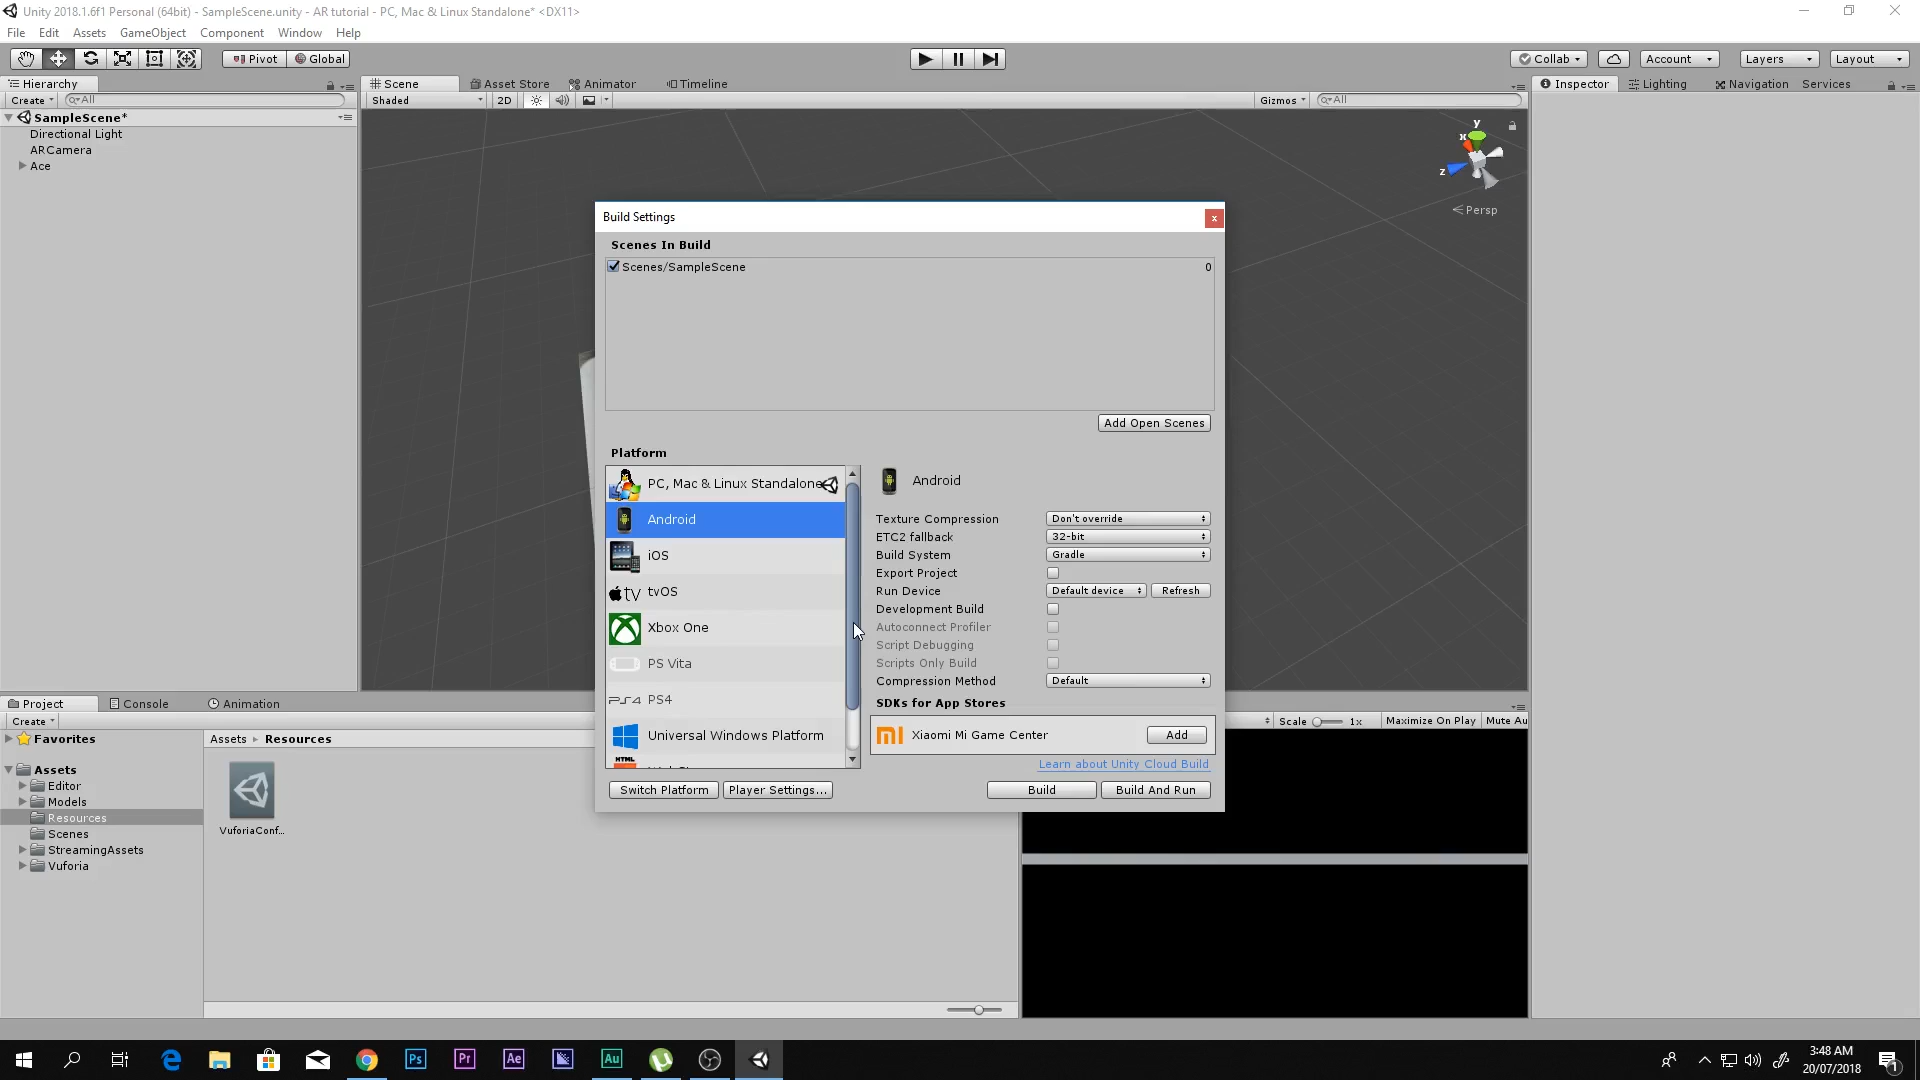 Unity 2018.1.6f1 Personal (64bit) - SampleScene.unity - AR tutorial - PC, Mac & Linux Standalone* <DX11>
File Edit Assets GameObject Component Window Help
Pivot Global Collab Account Layers Layout
Hierarchy
Create All
SampleScene*
Directional Light
ARCamera
Ace
Scene Asset Store Animator Timeline
Shaded 2D Gizmos All
y
x
z
Persp
Inspector Lighting Navigation Services
Build Settings
x
Scenes In Build
Scenes/SampleScene 0
Add Open Scenes
Platform
PC, Mac & Linux Standalone
Android
iOS
tvOS
Xbox One
PS Vita
PS4
Universal Windows Platform
HTML
Switch Platform Player Settings...
Android
Texture Compression Don't override
ETC2 fallback 32-bit
Build System Gradle
Export Project
Run Device Default device Refresh
Development Build
Autoconnect Profiler
Script Debugging
Scripts Only Build
Compression Method Default
SDKs for App Stores
Xiaomi Mi Game Center Add
Learn about Unity Cloud Build
Build Build And Run
Project Console Animation
Create
Favorites
Assets
Editor
Models
Resources
Scenes
StreamingAssets
Vuforia
Assets Resources
VuforiaConf...
Scale 1x Maximize On Play Mute Au
Ps Pr Ae Au
3:48 AM
20/07/2018
1